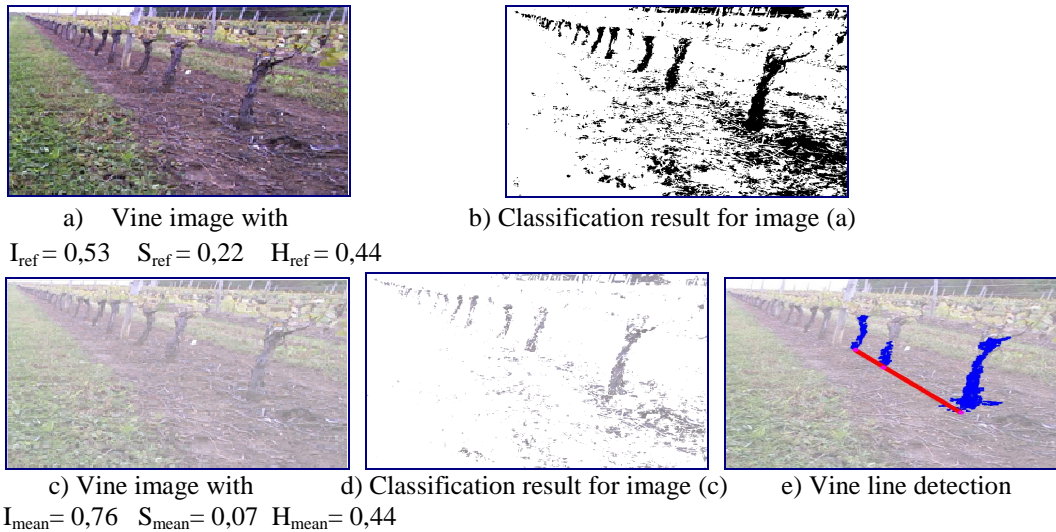 a) Vine image with
b) Classification result for image (a)
I_ref = 0,53 S_ref = 0,22 H_ref = 0,44
c) Vine image with
d) Classification result for image (c)
e) Vine line detection
I_mean= 0,76 S_mean= 0,07 H_mean= 0,44